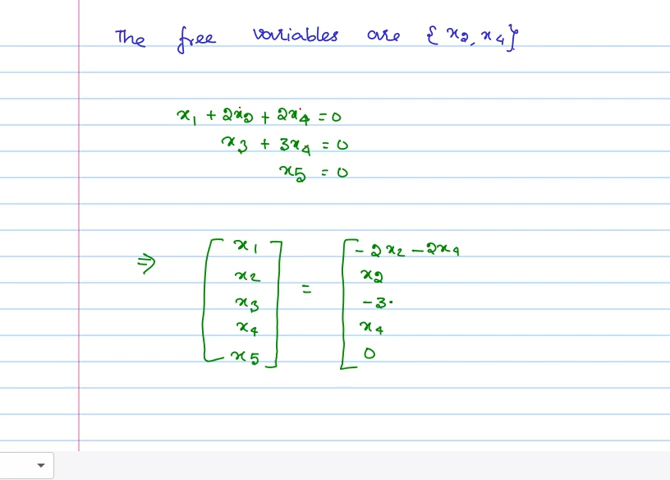 The free variables are { x2, x4 }
x1 + 2x2 + 2x4 = 0
x3 + 3x4 = 0
x5 = 0
⇒ [ x1 ] = [ -2x2 - 2x4 ]
x2 x2
x3 -3
x4 x4
x5 0